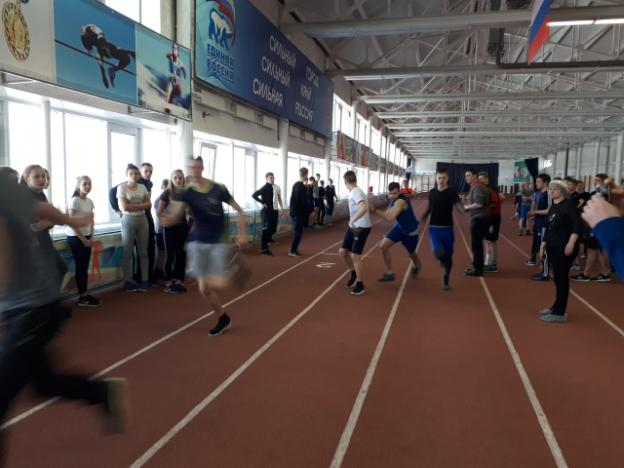 ЕДИНАЯ
РОССИЯ
СИЛЬНЫЙ ГОРОД
СИЛЬНЫЙ КРАЙ
СИЛЬНАЯ РОССИЯ